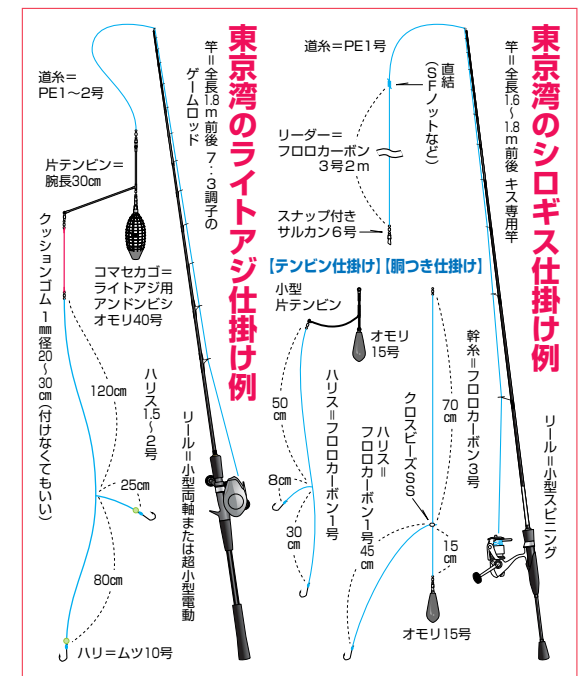 東京湾のシロギス仕掛け例
竿=全長1.6～1.8m前後 キス専用竿
道糸=PE1号
直結
(SFノットなど)
リーダー=
フロロカーボン
3号2m
スナップ付き
サルカン6号
リール=小型スピニング
【テンビン仕掛け】【胴つき仕掛け】
小型
片テンビン
オモリ
15号
50
cm
8cm
30
cm
ハリス=フロロカーボン1号
幹糸=フロロカーボン3号
70
cm
クロスビーズSS
ハリス=
フロロカーボン1号
45
cm
15
cm
オモリ15号
東京湾のライトアジ仕掛け例
竿=全長1.8m前後 7:3調子の
ゲームロッド
道糸=
PE1～2号
片テンビン=
腕長30cm
コマセカゴ=
ライトアジ用
アンドンビシ
オモリ40号
クッションゴム 1mm径20～30cm(付けなくてもいい)
120cm
ハリス1.5～2号
25cm
80cm
ハリ=ムツ10号
リール=小型両軸または超小型電動